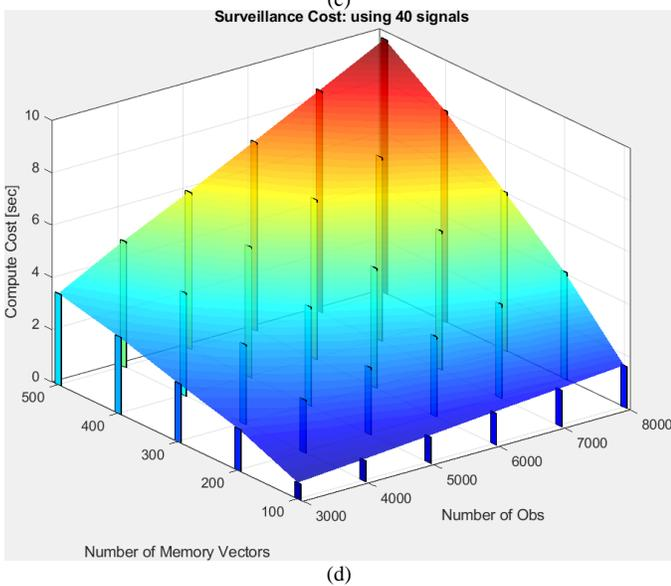 (c)
Surveillance Cost: using 40 signals
10
8
6
4
2
0
Compute Cost [sec]
500
400
300
200
100
Number of Memory Vectors
3000
4000
5000
6000
7000
8000
Number of Obs
(d)